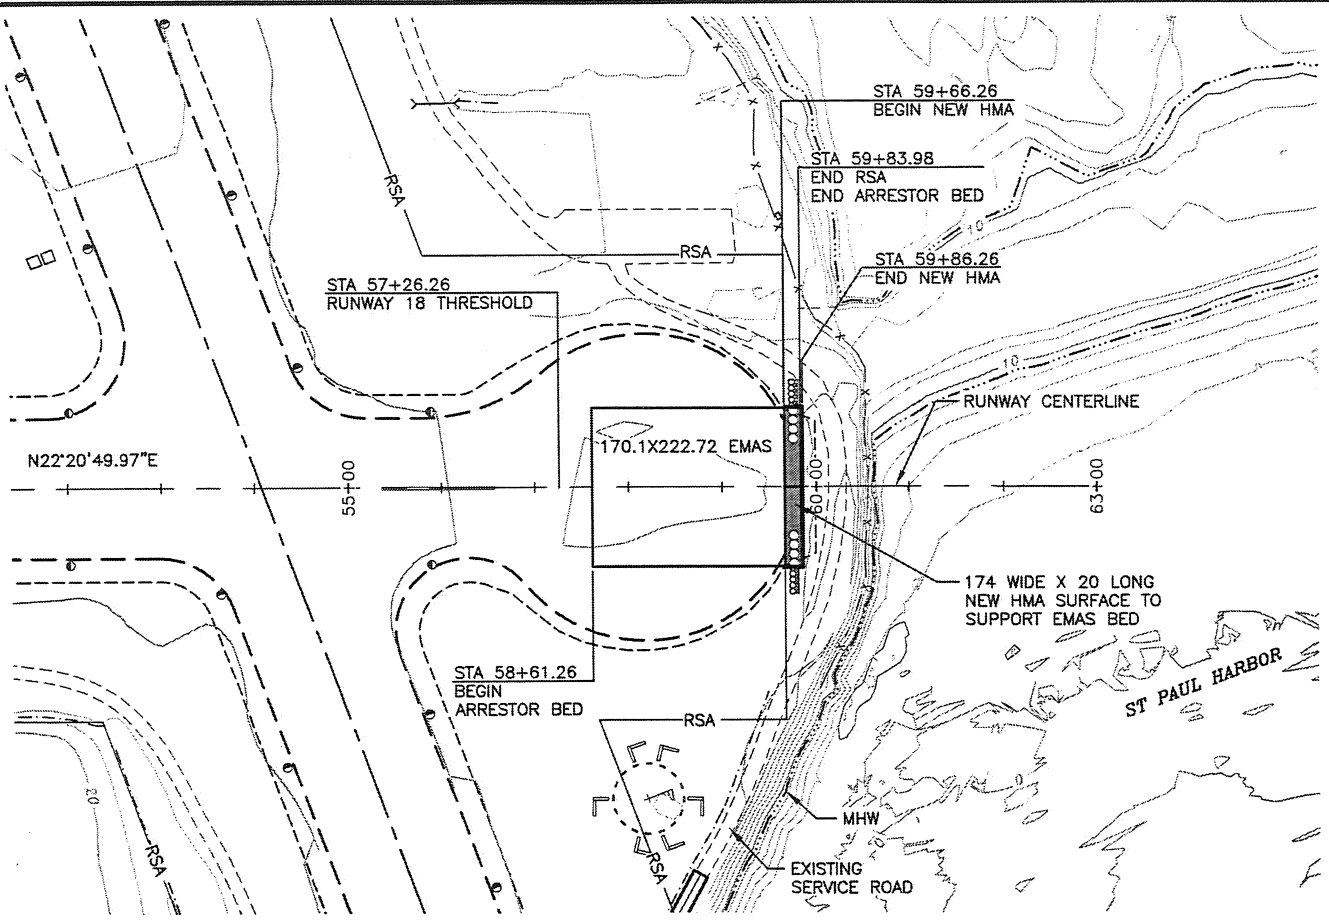 STA 59+66.26
BEGIN NEW HMA
STA 59+83.98
END RSA
END ARRESTOR BED
RSA
RSA
STA 59+86.26
END NEW HMA
STA 57+26.26
RUNWAY 18 THRESHOLD
10
10
RUNWAY CENTERLINE
170.1X222.72 EMAS
N22°20'49.97"E
55+00
60+00
63+00
174 WIDE X 20 LONG
NEW HMA SURFACE TO
SUPPORT EMAS BED
STA 58+61.26
BEGIN
ARRESTOR BED
ST PAUL HARBOR
RSA
20
MHW
RSA
RSA
EXISTING
SERVICE ROAD